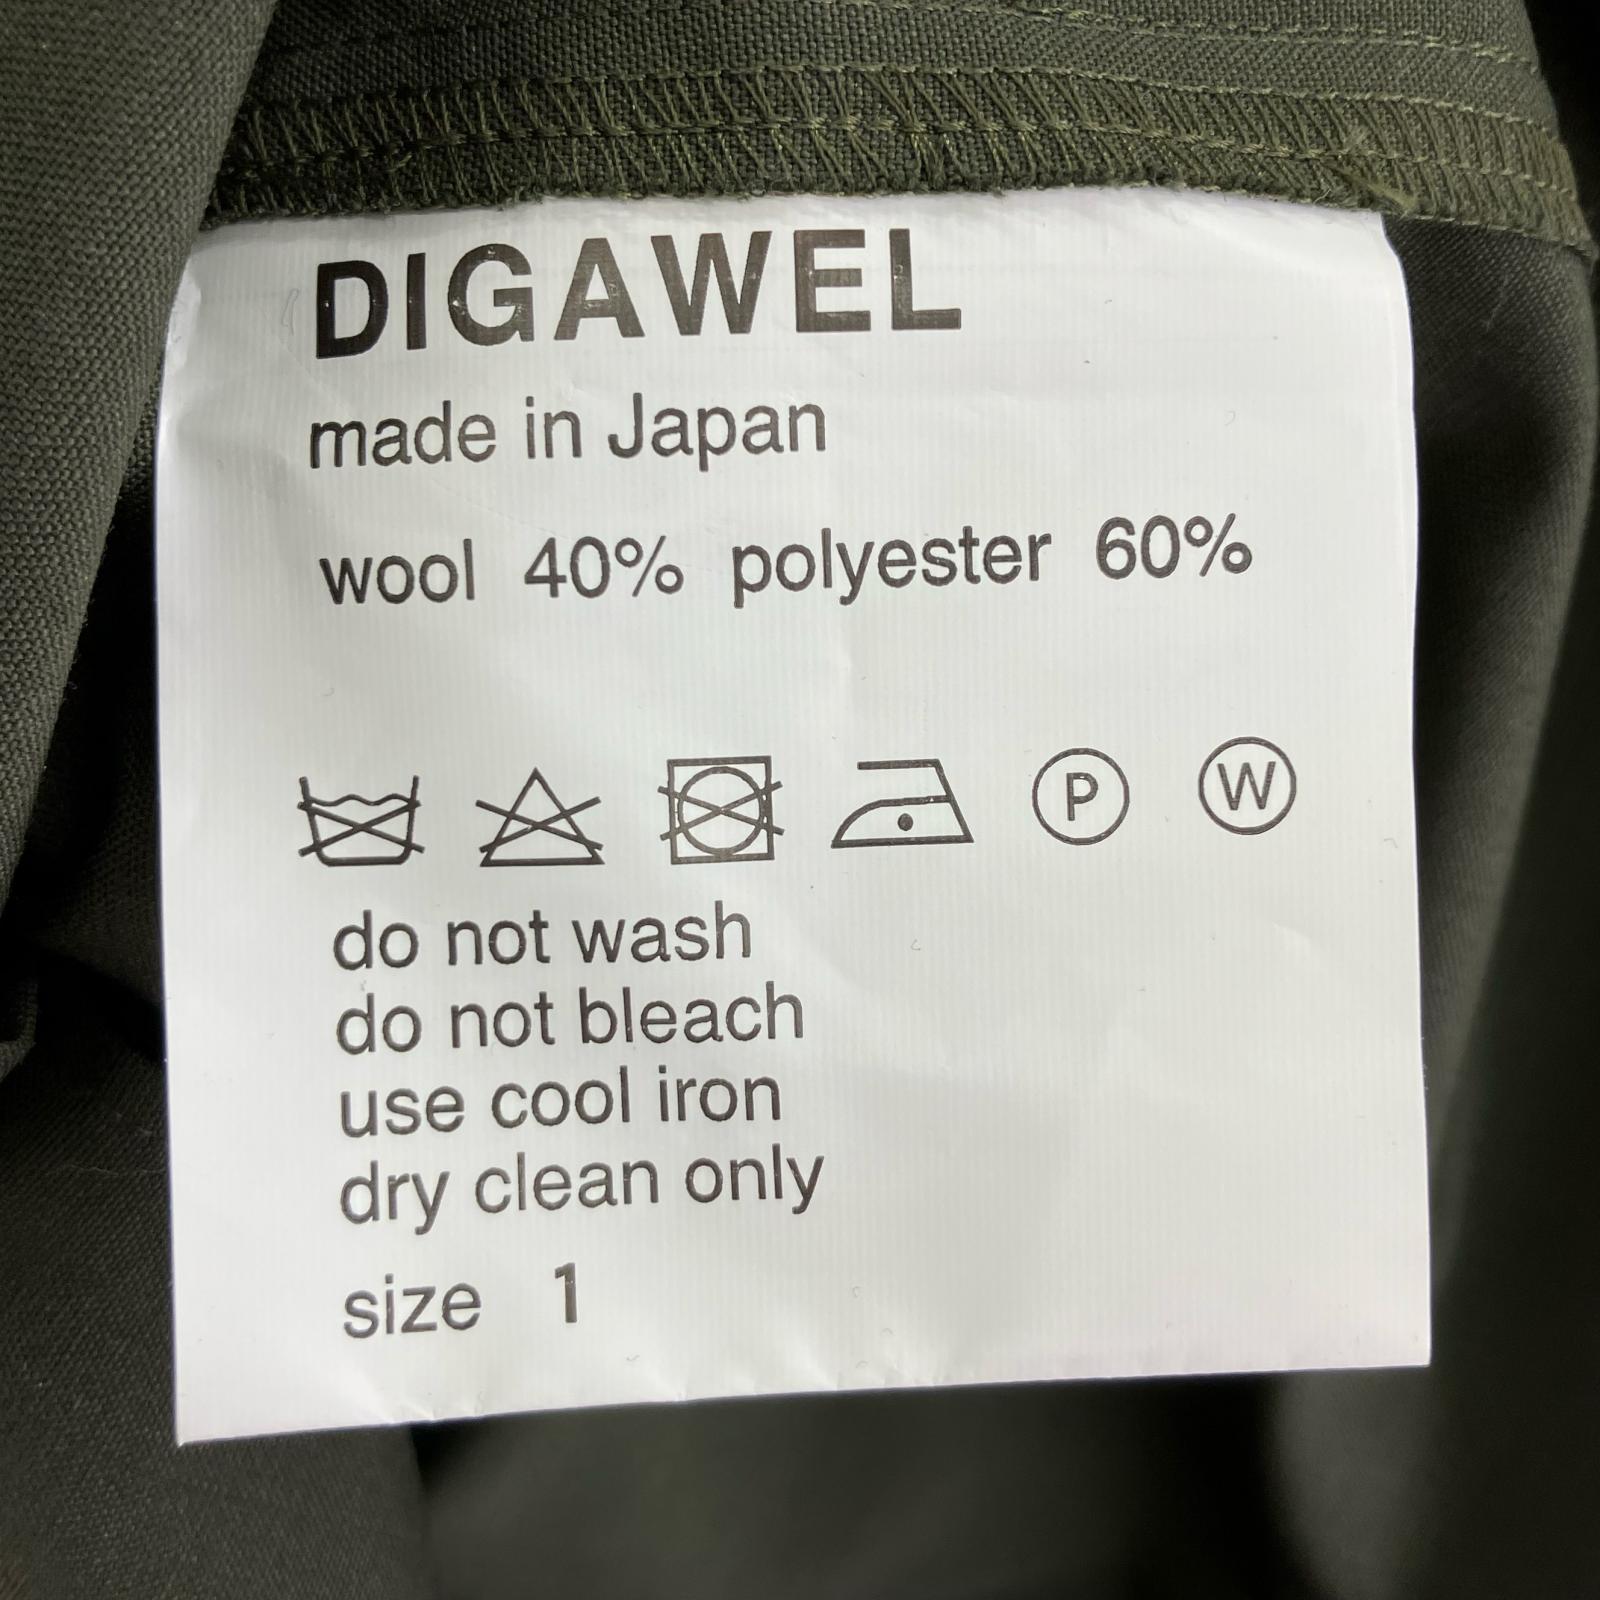 DIGAWEL
made in Japan
wool 40% polyester 60%
P W
do not wash
do not bleach
use cool iron
dry clean only
size 1